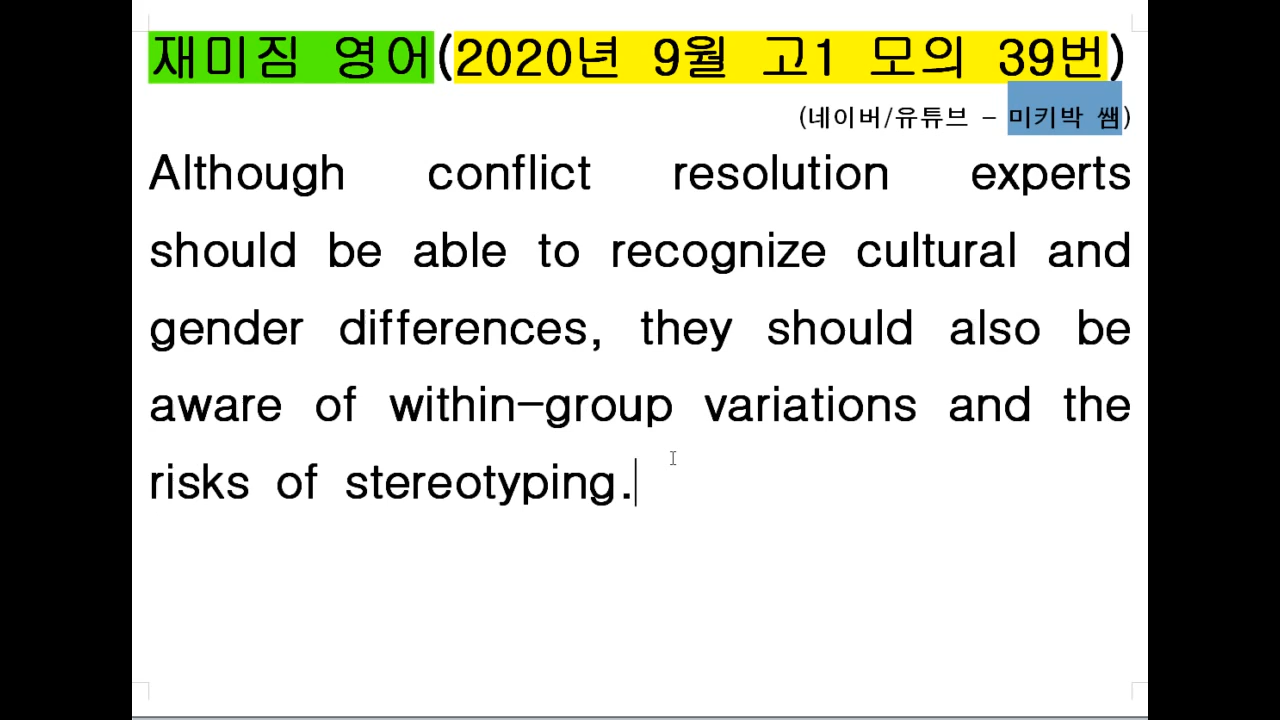 재미짐 영어(2020년 9월 고1 모의 39번)
(네이버/유튜브 - 미키박 쌤)
Although conflict resolution experts
should be able to recognize cultural and
gender differences, they should also be
aware of within-group variations and the
risks of stereotyping.